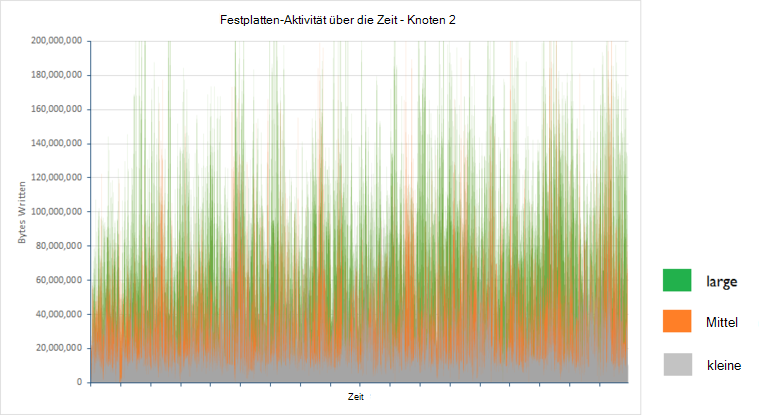 Festplatten-Aktivität über die Zeit - Knoten 2
200,000,000
180,000,000
160,000,000
140,000,000
120,000,000
100,000,000
80,000,000
60,000,000
40,000,000
20,000,000
0
Bytes Written
Zeit
large
Mittel
kleine